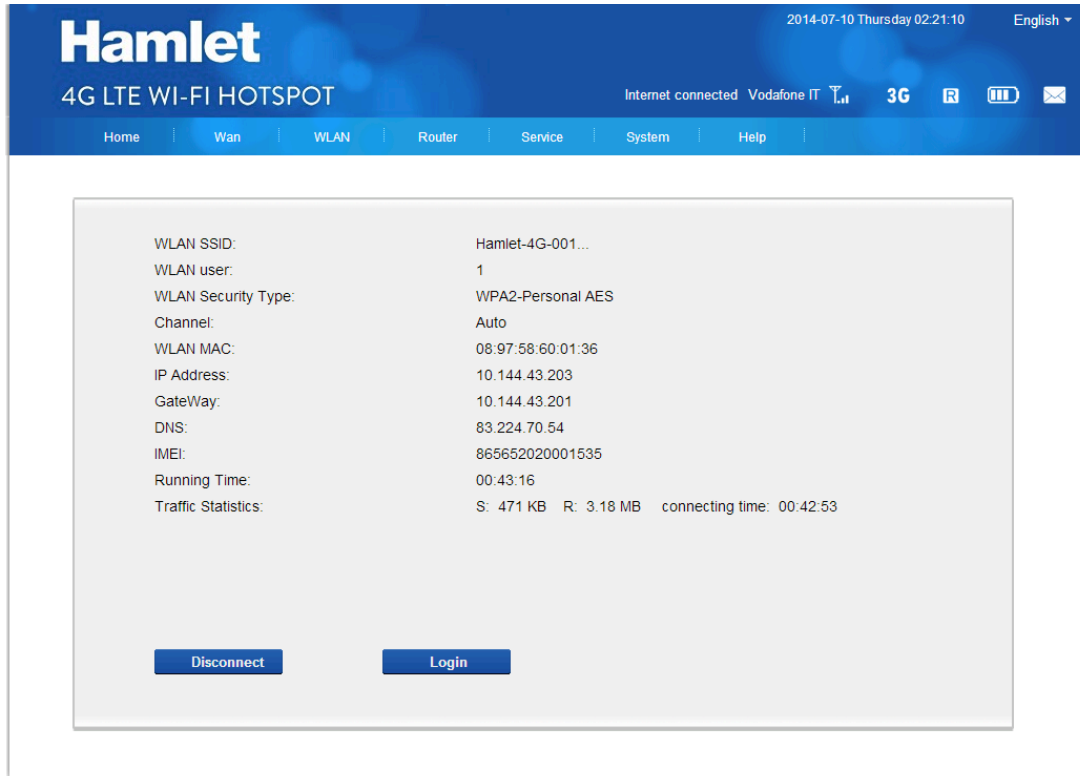 2014-07-10 Thursday 02:21:10 English
Hamlet
4G LTE WI-FI HOTSPOT
Internet connected Vodafone IT 3G R
Home Wan WLAN Router Service System Help
WLAN SSID: Hamlet-4G-001...
WLAN user: 1
WLAN Security Type: WPA2-Personal AES
Channel: Auto
WLAN MAC: 08:97:58:60:01:36
IP Address: 10.144.43.203
GateWay: 10.144.43.201
DNS: 83.224.70.54
IMEI: 865652020001535
Running Time: 00:43:16
Traffic Statistics: S: 471 KB R: 3.18 MB connecting time: 00:42:53
Disconnect Login